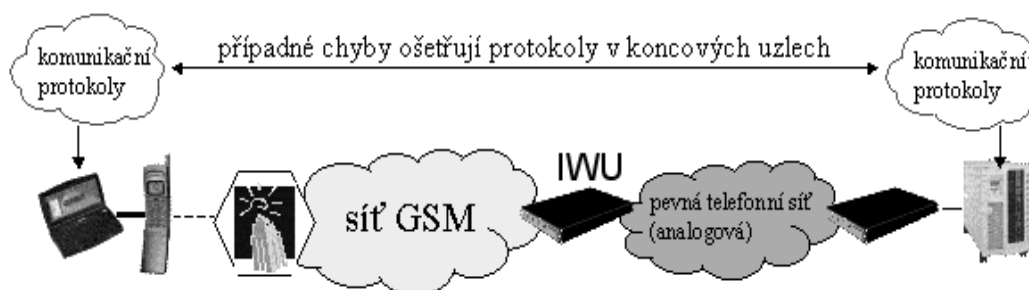 komunikační
protokoly
případné chyby ošetřují protokoly v koncových uzlech
komunikační
protokoly
IWU
síť GSM
pevná telefonní síť
(analogová)